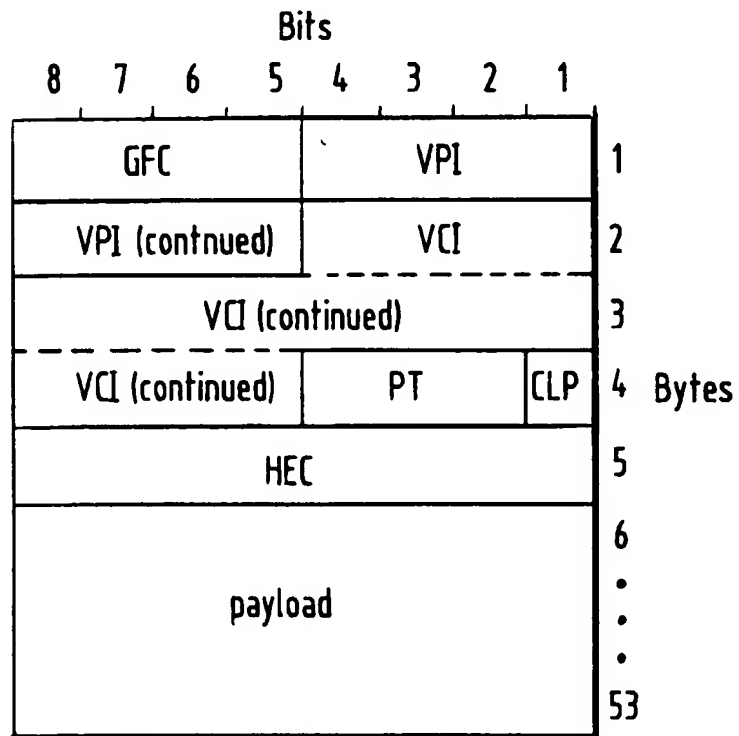 Bits
8 7 6 5 4 3 2 1
GFC VPI 1
VPI (contnued) VCI 2
VCI (continued) 3
VCI (continued) PT CLP 4 Bytes
HEC 5
6
payload
53